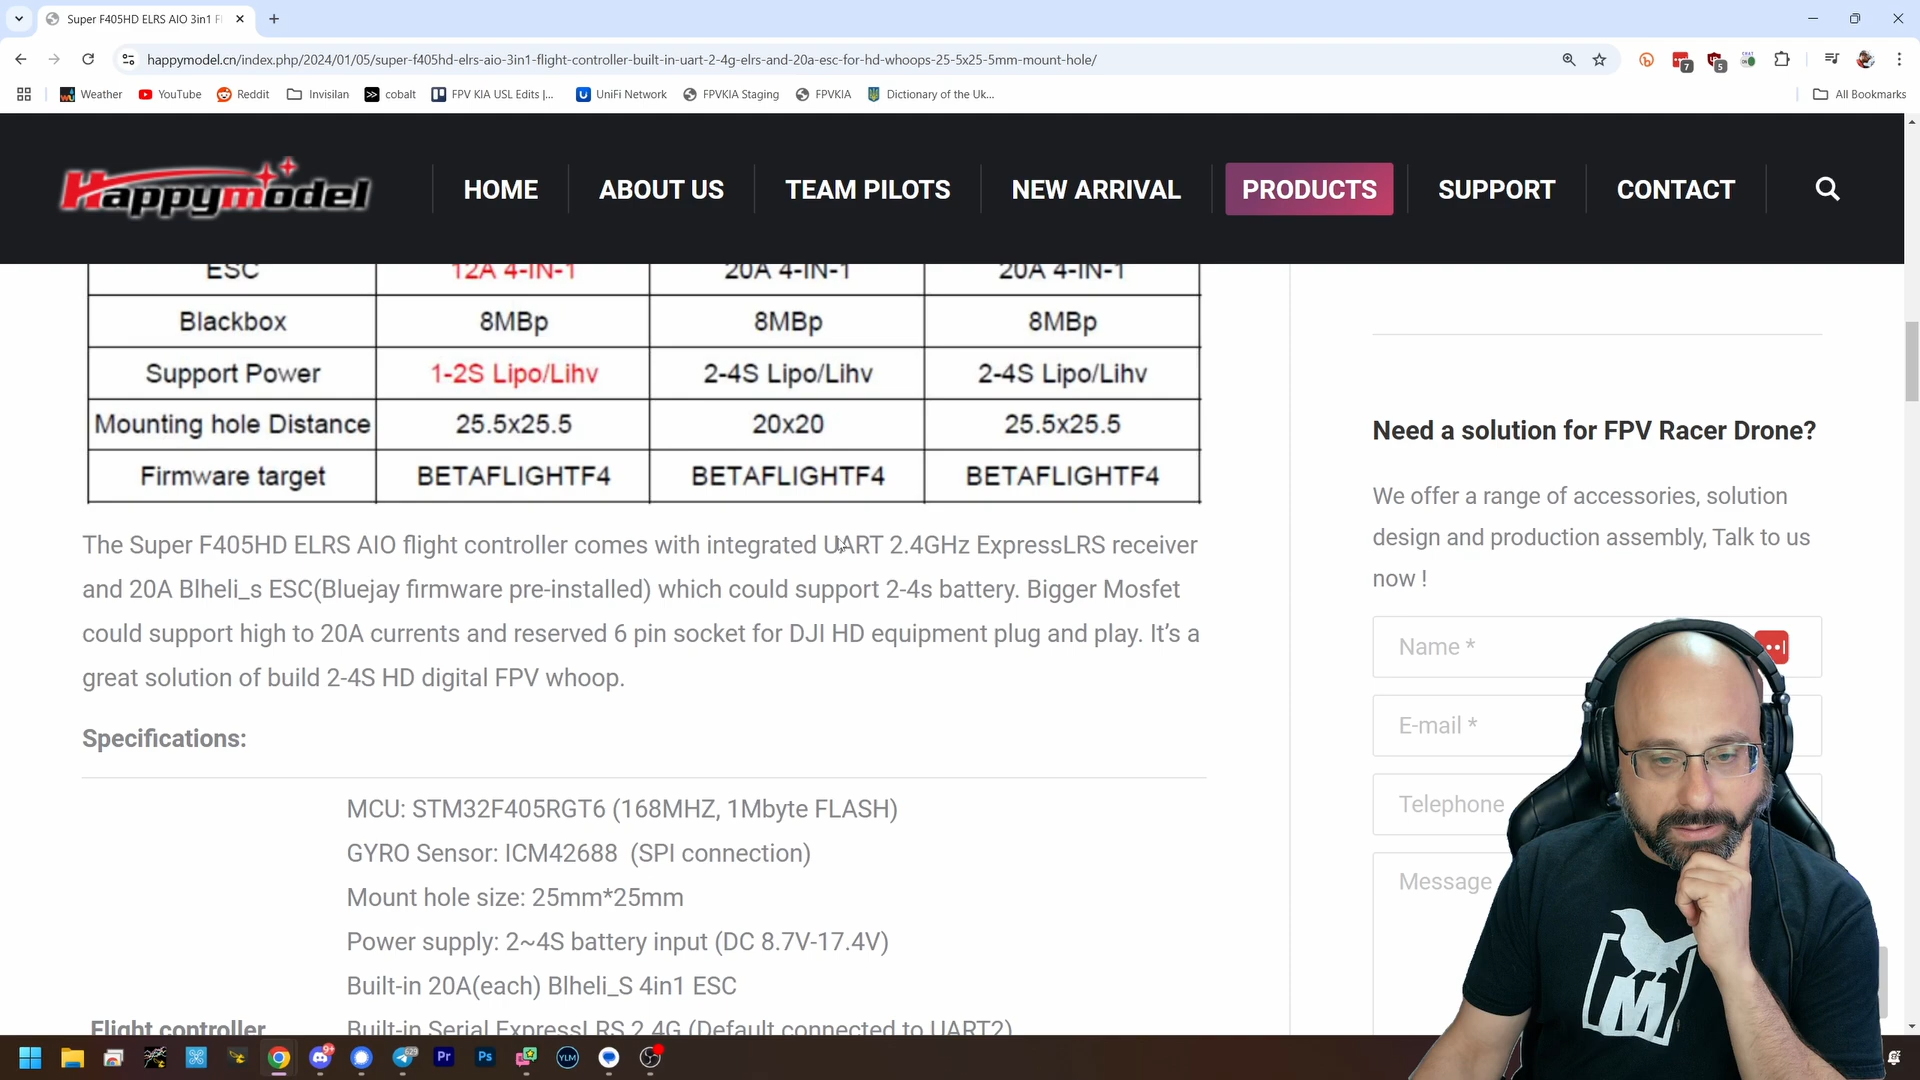 Super F405HD ELRS AIO 3in1 Fl
happymodel.cn/index.php/2024/01/05/super-f405hd-elrs-aio-3in1-flight-controller-built-in-uart-2-4g-elrs-and-20a-esc-for-hd-whoops-25-5x25-5mm-mount-hole/
7
5
Weather YouTube Reddit Invisilan cobalt FPV KIA USL Edits |... UniFi Network FPVKIA Staging FPVKIA Dictionary of the Uk... All Bookmarks
Happymodel HOME ABOUT US TEAM PILOTS NEW ARRIVAL PRODUCTS SUPPORT CONTACT
ESC 12A 4-IN-1 20A 4-IN-1 20A 4-IN-1
Blackbox 8MBp 8MBp 8MBp
Support Power 1-2S Lipo/Lihv 2-4S Lipo/Lihv 2-4S Lipo/Lihv
Mounting hole Distance 25.5x25.5 20x20 25.5x25.5
Firmware target BETAFLIGHTF4 BETAFLIGHTF4 BETAFLIGHTF4
The Super F405HD ELRS AIO flight controller comes with integrated UART 2.4GHz ExpressLRS receiver
and 20A Blheli_s ESC(Bluejay firmware pre-installed) which could support 2-4s battery. Bigger Mosfet
could support high to 20A currents and reserved 6 pin socket for DJI HD equipment plug and play. It’s a
great solution of build 2-4S HD digital FPV whoop.
Specifications:
MCU: STM32F405RGT6 (168MHZ, 1Mbyte FLASH)
GYRO Sensor: ICM42688 (SPI connection)
Mount hole size: 25mm*25mm
Power supply: 2~4S battery input (DC 8.7V-17.4V)
Built-in 20A(each) Blheli_S 4in1 ESC
Flight controller Built-in Serial ExpressLRS 2.4G (Default connected to UART2)
Need a solution for FPV Racer Drone?
We offer a range of accessories, solution
design and production assembly, Talk to us
now !
Name *
E-mail *
Telephone
Message
M
9+
629
Pr
Ps
YLM